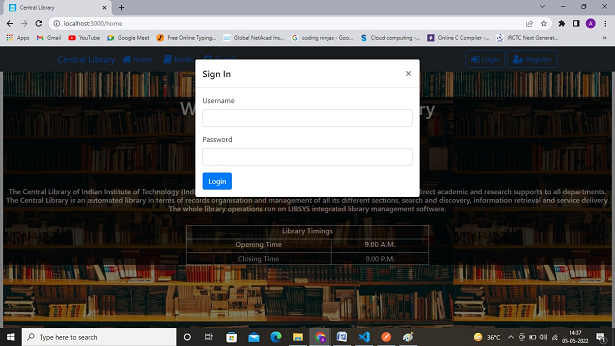 Central Library
localhost:3000/home
Apps Gmail YouTube Google Meet Free Online Typing... Global NetAcad Ins... coding ninjas - Goo... Cloud computing -... Online C Compiler -... IRCTC Next Generat...
Central Library Home Books Login Register
Sign In ×
Username
Password
Login
The Central Library of Indian Institute of Technology (Indi direct academic and research supports to all departments.
The Central Library is an automated library in terms of records organisation and management of all its different sections, search and discovery, information retrieval and service delivery.
The whole library operations run on LIBSYS integrated library management software.
Library Timings
Opening Time 9.00 A.M.
Closing Time 9.00 P.M.
Type here to search 36°C 14:37
05-05-2022